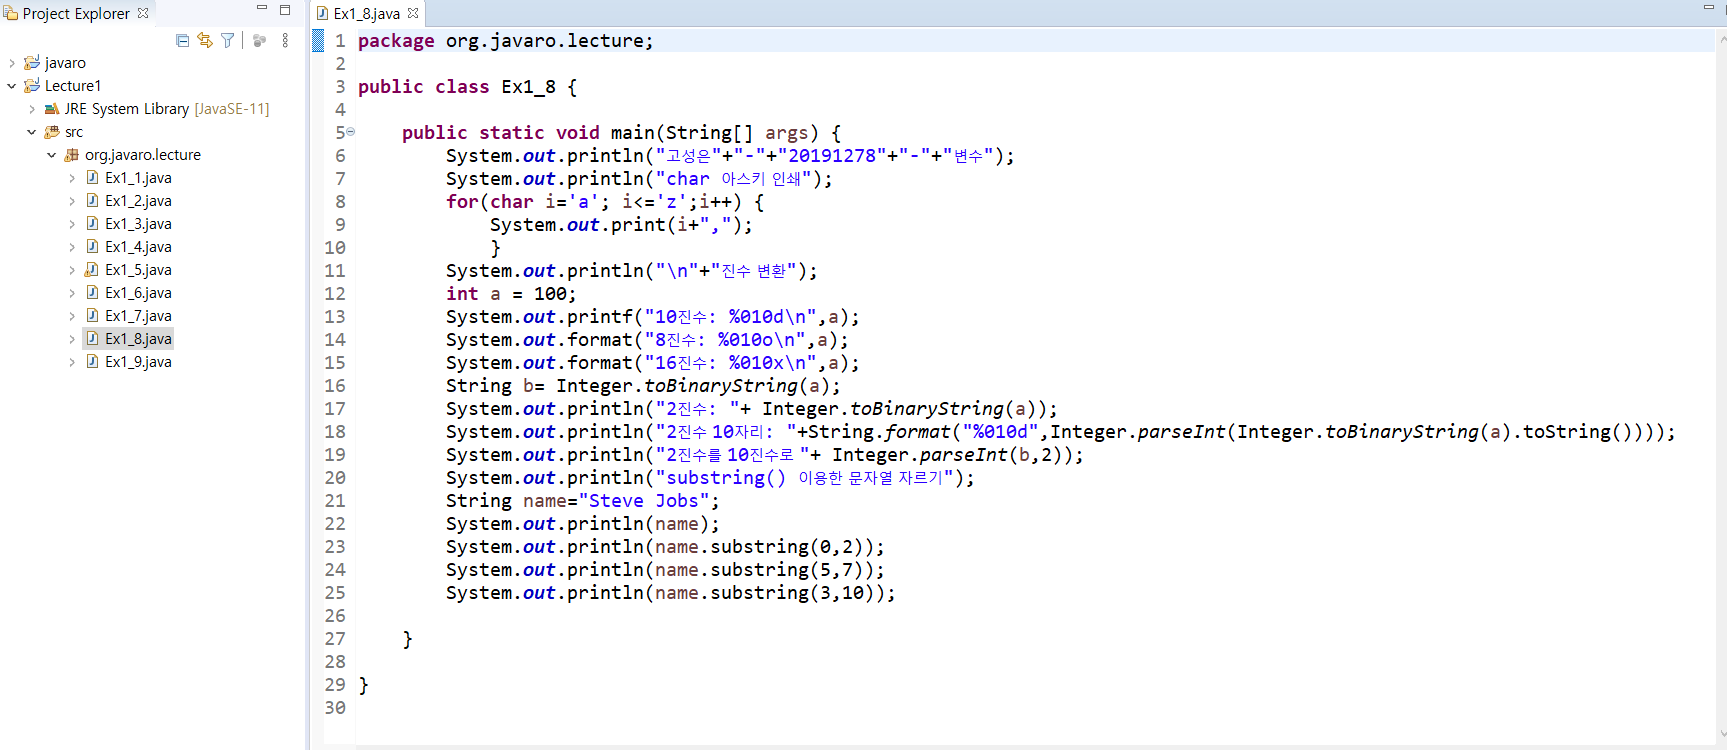 Project Explorer
javaro
Lecture1
JRE System Library [JavaSE-11]
src
org.javaro.lecture
Ex1_1.java
Ex1_2.java
Ex1_3.java
Ex1_4.java
Ex1_5.java
Ex1_6.java
Ex1_7.java
Ex1_8.java
Ex1_9.java
Ex1_8.java
1 package org.javaro.lecture;
2
3 public class Ex1_8 {
4
5 public static void main(String[] args) {
6 System.out.println("고성은"+"-"+"20191278"+"-"+"변수");
7 System.out.println("char 아스키 인쇄");
8 for(char i='a'; i<='z';i++) {
9 System.out.print(i+",");
10 }
11 System.out.println("\n"+"진수 변환");
12 int a = 100;
13 System.out.printf("10진수: %010d\n",a);
14 System.out.format("8진수: %010o\n",a);
15 System.out.format("16진수: %010x\n",a);
16 String b= Integer.toBinaryString(a);
17 System.out.println("2진수: "+ Integer.toBinaryString(a));
18 System.out.println("2진수 10자리: "+String.format("%010d",Integer.parseInt(Integer.toBinaryString(a).toString())));
19 System.out.println("2진수를 10진수로 "+ Integer.parseInt(b,2));
20 System.out.println("substring() 이용한 문자열 자르기");
21 String name="Steve Jobs";
22 System.out.println(name);
23 System.out.println(name.substring(0,2));
24 System.out.println(name.substring(5,7));
25 System.out.println(name.substring(3,10));
26
27 }
28
29 }
30